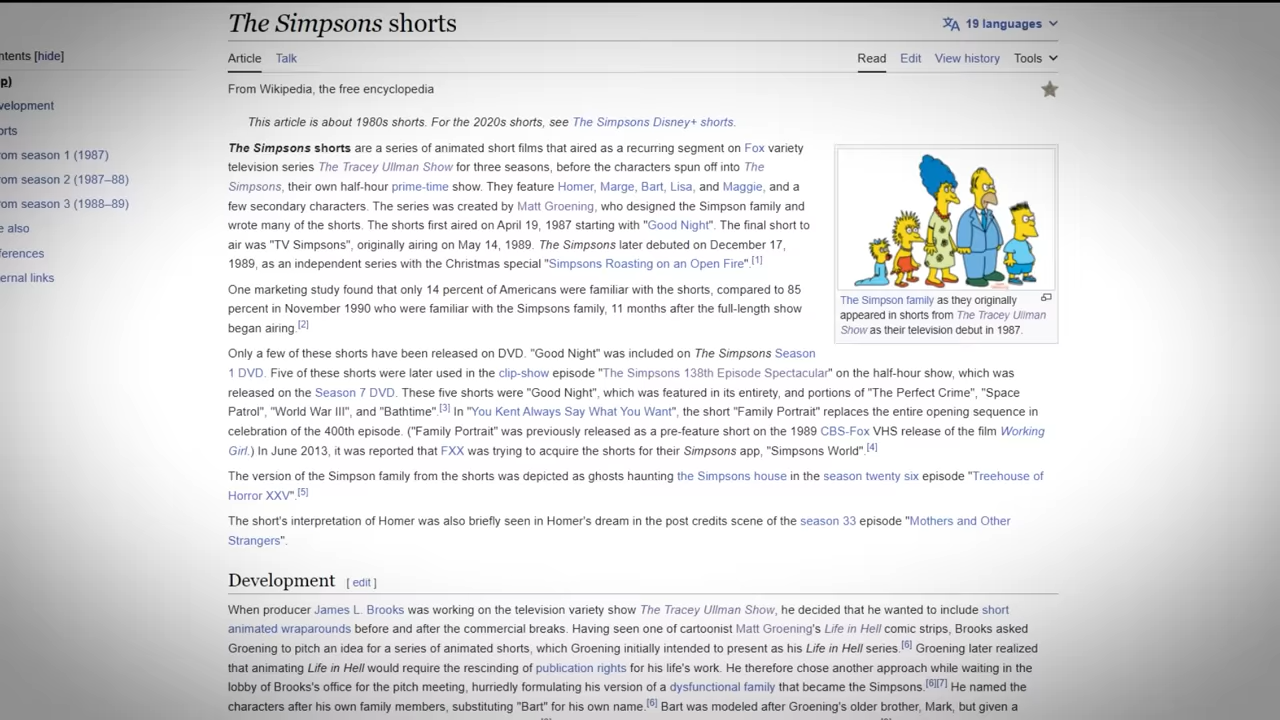 The Simpsons shorts
19 languages
ntents [hide]
p)
velopment
orts
om season 1 (1987)
om season 2 (1987–88)
om season 3 (1988–89)
e also
ferences
ernal links
Article Talk
Read Edit View history Tools
From Wikipedia, the free encyclopedia
This article is about 1980s shorts. For the 2020s shorts, see The Simpsons Disney+ shorts.
The Simpsons shorts are a series of animated short films that aired as a recurring segment on Fox variety
television series The Tracey Ullman Show for three seasons, before the characters spun off into The
Simpsons, their own half-hour prime-time show. They feature Homer, Marge, Bart, Lisa, and Maggie, and a
few secondary characters. The series was created by Matt Groening, who designed the Simpson family and
wrote many of the shorts. The shorts first aired on April 19, 1987 starting with "Good Night". The final short to
air was "TV Simpsons", originally airing on May 14, 1989. The Simpsons later debuted on December 17,
1989, as an independent series with the Christmas special "Simpsons Roasting on an Open Fire".[1]
One marketing study found that only 14 percent of Americans were familiar with the shorts, compared to 85
percent in November 1990 who were familiar with the Simpsons family, 11 months after the full-length show
began airing.[2]
The Simpson family as they originally
appeared in shorts from The Tracey Ullman
Show as their television debut in 1987.
Only a few of these shorts have been released on DVD. "Good Night" was included on The Simpsons Season
1 DVD. Five of these shorts were later used in the clip-show episode "The Simpsons 138th Episode Spectacular" on the half-hour show, which was
released on the Season 7 DVD. These five shorts were "Good Night", which was featured in its entirety, and portions of "The Perfect Crime", "Space
Patrol", "World War III", and "Bathtime".[3] In "You Kent Always Say What You Want", the short "Family Portrait" replaces the entire opening sequence in
celebration of the 400th episode. ("Family Portrait" was previously released as a pre-feature short on the 1989 CBS-Fox VHS release of the film Working
Girl.) In June 2013, it was reported that FXX was trying to acquire the shorts for their Simpsons app, "Simpsons World".[4]
The version of the Simpson family from the shorts was depicted as ghosts haunting the Simpsons house in the season twenty six episode "Treehouse of
Horror XXV".[5]
The short's interpretation of Homer was also briefly seen in Homer's dream in the post credits scene of the season 33 episode "Mothers and Other
Strangers".
Development [ edit ]
When producer James L. Brooks was working on the television variety show The Tracey Ullman Show, he decided that he wanted to include short
animated wraparounds before and after the commercial breaks. Having seen one of cartoonist Matt Groening's Life in Hell comic strips, Brooks asked
Groening to pitch an idea for a series of animated shorts, which Groening initially intended to present as his Life in Hell series.[6] Groening later realized
that animating Life in Hell would require the rescinding of publication rights for his life's work. He therefore chose another approach while waiting in the
lobby of Brooks's office for the pitch meeting, hurriedly formulating his version of a dysfunctional family that became the Simpsons.[6][7] He named the
characters after his own family members, substituting "Bart" for his own name.[6] Bart was modeled after Groening's older brother, Mark, but given a